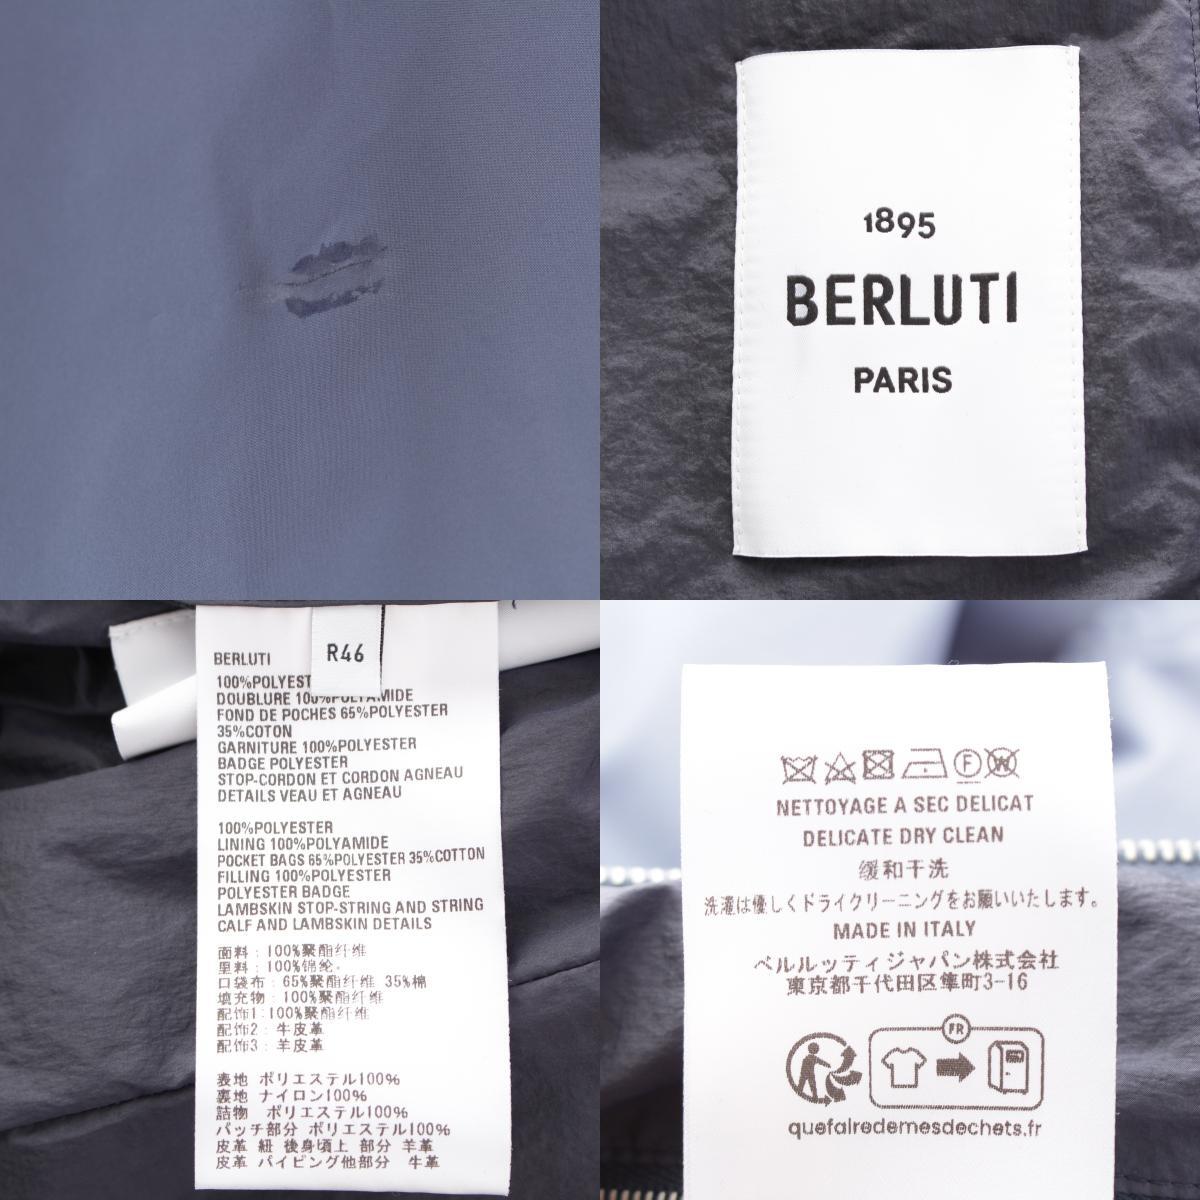 1895
BERLUTI
PARIS
R46
BERLUTI
100%POLYEST
DOUBLURE 100%POLYAMIDE
FOND DE POCHES 65%POLYESTER
35%COTON
GARNITURE 100%POLYESTER
BADGE POLYESTER
STOP-CORDON ET CORDON AGNEAU
DETAILS VEAU ET AGNEAU
100%POLYESTER
LINING 100%POLYAMIDE
POCKET BAGS 65%POLYESTER 35%COTTON
FILLING 100%POLYESTER
POLYESTER BADGE
LAMBSKIN STOP-STRING AND STRING
CALF AND LAMBSKIN DETAILS
面料：100%聚酯纤维
里料：100%锦纶。
口袋布：65%聚酯纤维 35%棉
填充物：100%聚酯纤维
配饰1：100%聚酯纤维
配饰2：牛皮革
配饰3：羊皮革
表地 ポリエステル100%
裏地 ナイロン100%
詰物 ポリエステル100%
パッチ部分 ポリエステル100%
皮革 紐 後身頃上 部分 羊革
皮革 パイピング他部分 牛革
F W
NETTOYAGE A SEC DELICAT
DELICATE DRY CLEAN
缓和干洗
洗濯は優しくドライクリーニングをお願いいたします。
MADE IN ITALY
ベルルッティジャパン株式会社
東京都千代田区隼町3-16
FR
quefairedemesdechets.fr